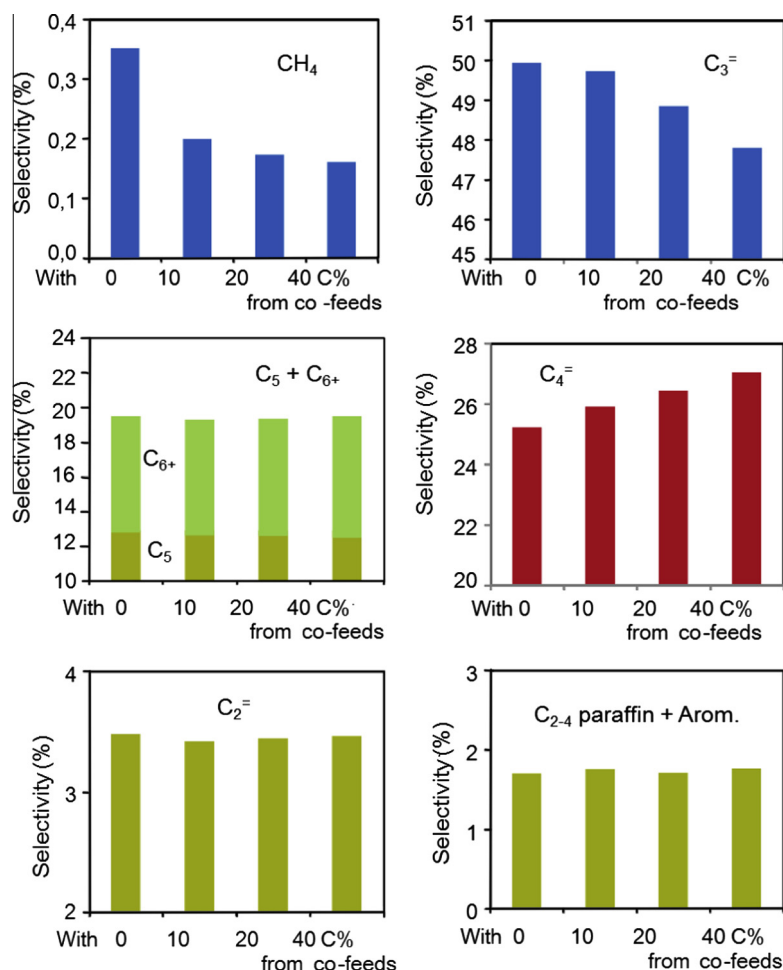 0,4
0,3
0,2
0,1
0,0
Selectivity (%)
CH₄
With 0 10 20 40 C%
from co -feeds
51
50
49
48
47
46
45
Selectivity (%)
C₃⁼
With 0 10 20 40 C%
from co-feeds
24
22
20
18
16
14
12
10
Selectivity (%)
C₅ + C₆₊
C₆₊
C₅
With 0 10 20 40 C%
from co-feeds
28
26
24
22
20
Selectivity (%)
C₄⁼
With 0 10 20 40 C%
from co-feeds
4
3
2
Selectivity (%)
C₂⁼
With 0 10 20 40 C%
from co-feeds
3
2
1
0
Selectivity (%)
C₂₋₄ paraffin + Arom.
With 0 10 20 40 C%
from co-feeds